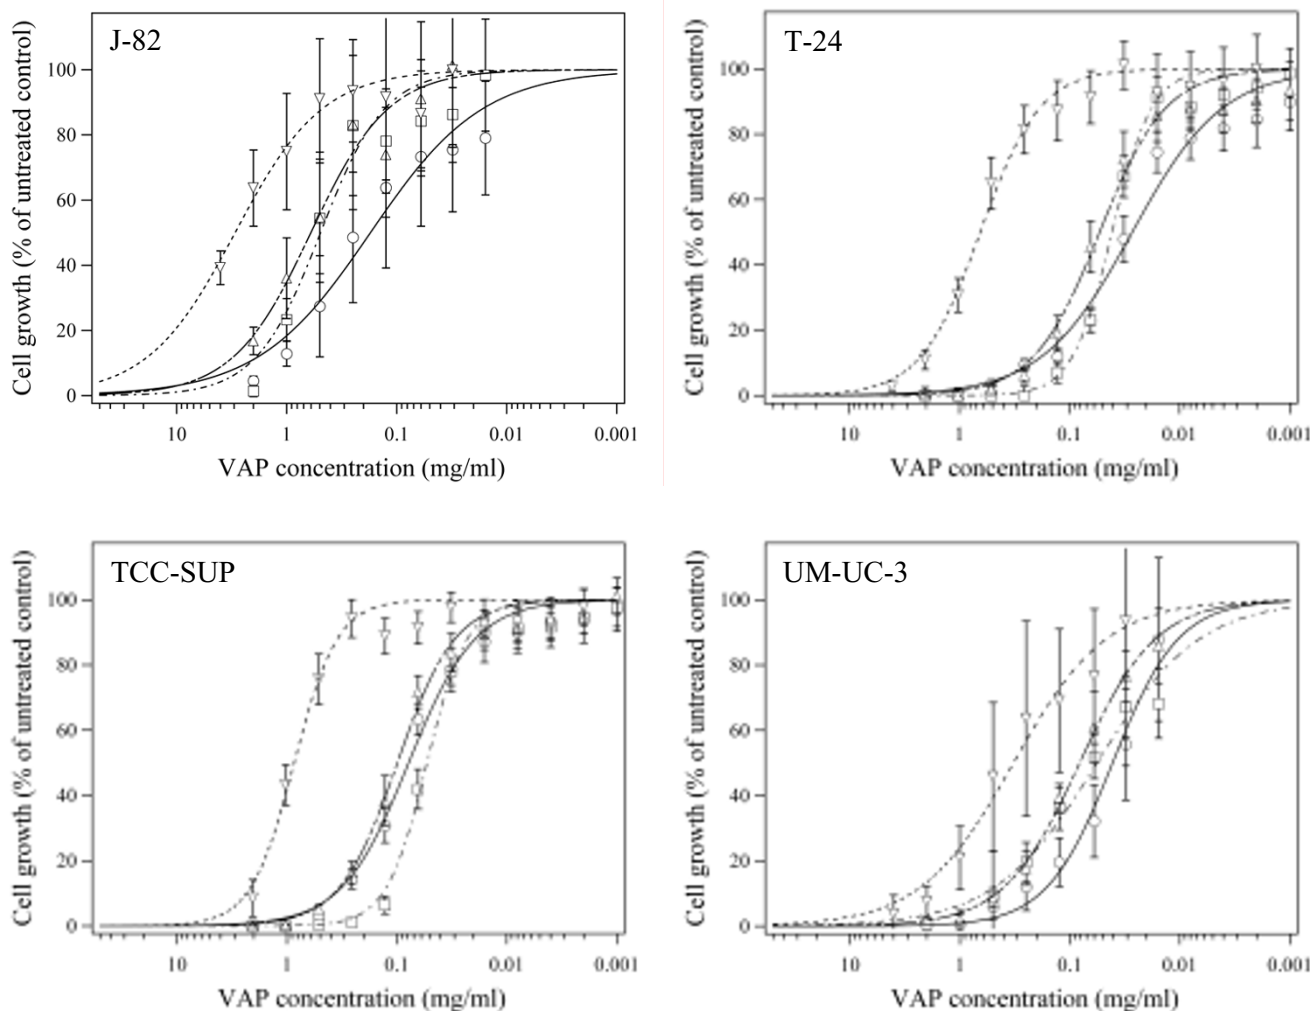 J-82
Cell growth (% of untreated control)
100
80
60
40
20
0
10 1 0.1 0.01 0.001
VAP concentration (mg/ml)
T-24
Cell growth (% of untreated control)
100
80
60
40
20
0
10 1 0.1 0.01 0.001
VAP concentration (mg/ml)
TCC-SUP
Cell growth (% of untreated control)
100
80
60
40
20
0
10 1 0.1 0.01 0.001
VAP concentration (mg/ml)
UM-UC-3
Cell growth (% of untreated control)
100
80
60
40
20
0
10 1 0.1 0.01 0.001
VAP concentration (mg/ml)